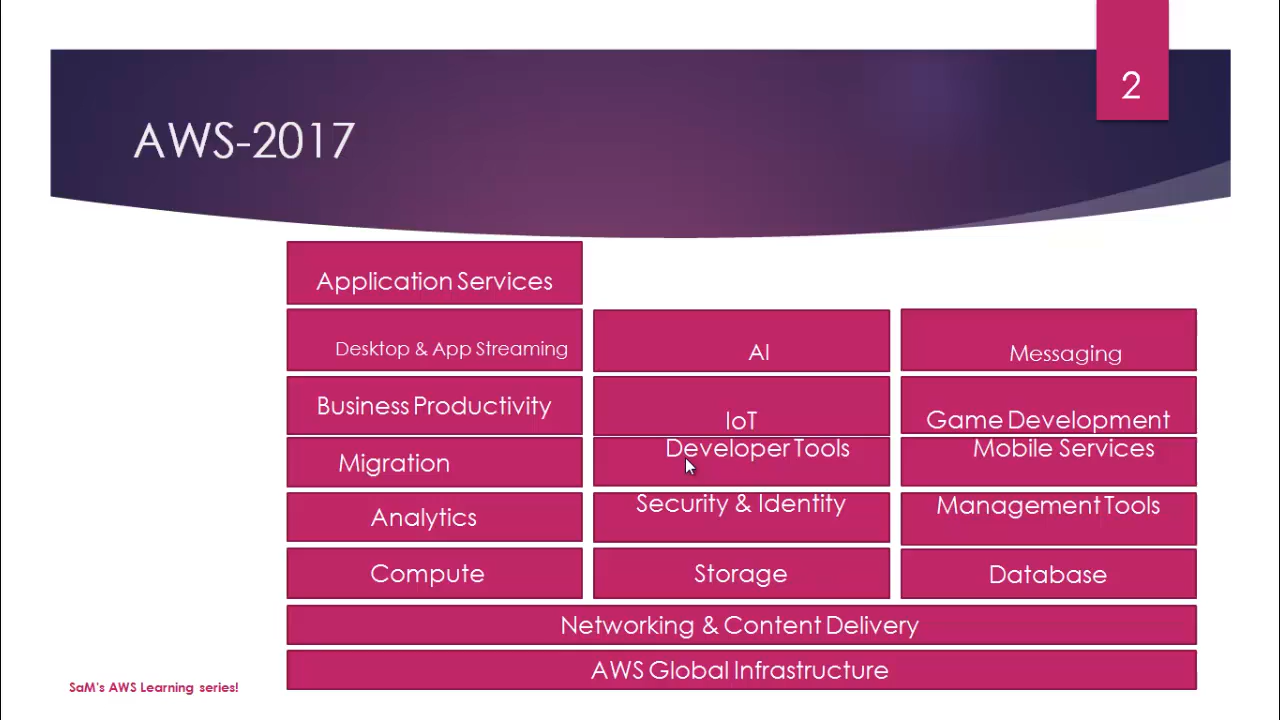 2
AWS-2017
Application Services
Desktop & App Streaming
AI
Messaging
Business Productivity
IoT
Game Development
Migration
Developer Tools
Mobile Services
Analytics
Security & Identity
Management Tools
Compute
Storage
Database
Networking & Content Delivery
AWS Global Infrastructure
SaM's AWS Learning series!